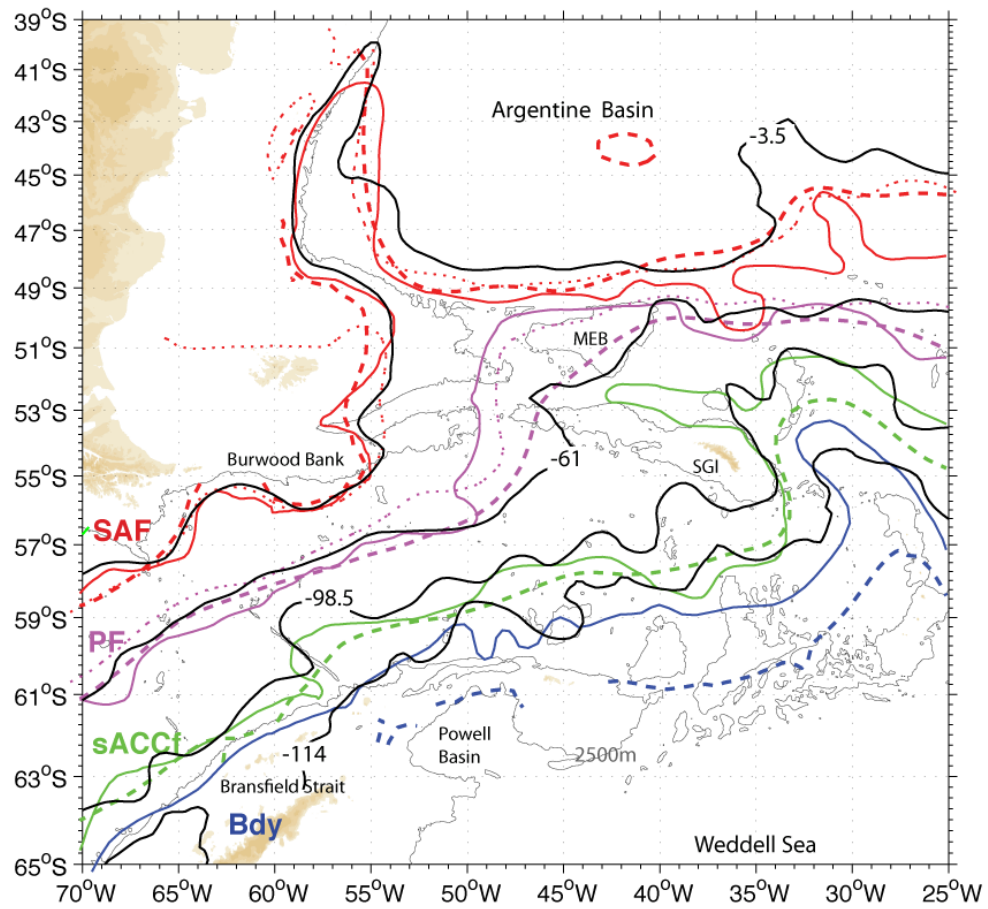 39°S
41°S
43°S
45°S
47°S
49°S
51°S
53°S
55°S
57°S
59°S
61°S
63°S
65°S
Argentine Basin
-3.5
MEB
Burwood Bank
-61
SGI
SAF
-98.5
PF
sACCf
-114
Powell
Basin
2500m
Bransfield Strait
Bdy
Weddell Sea
70°W 65°W 60°W 55°W 50°W 45°W 40°W 35°W 30°W 25°W